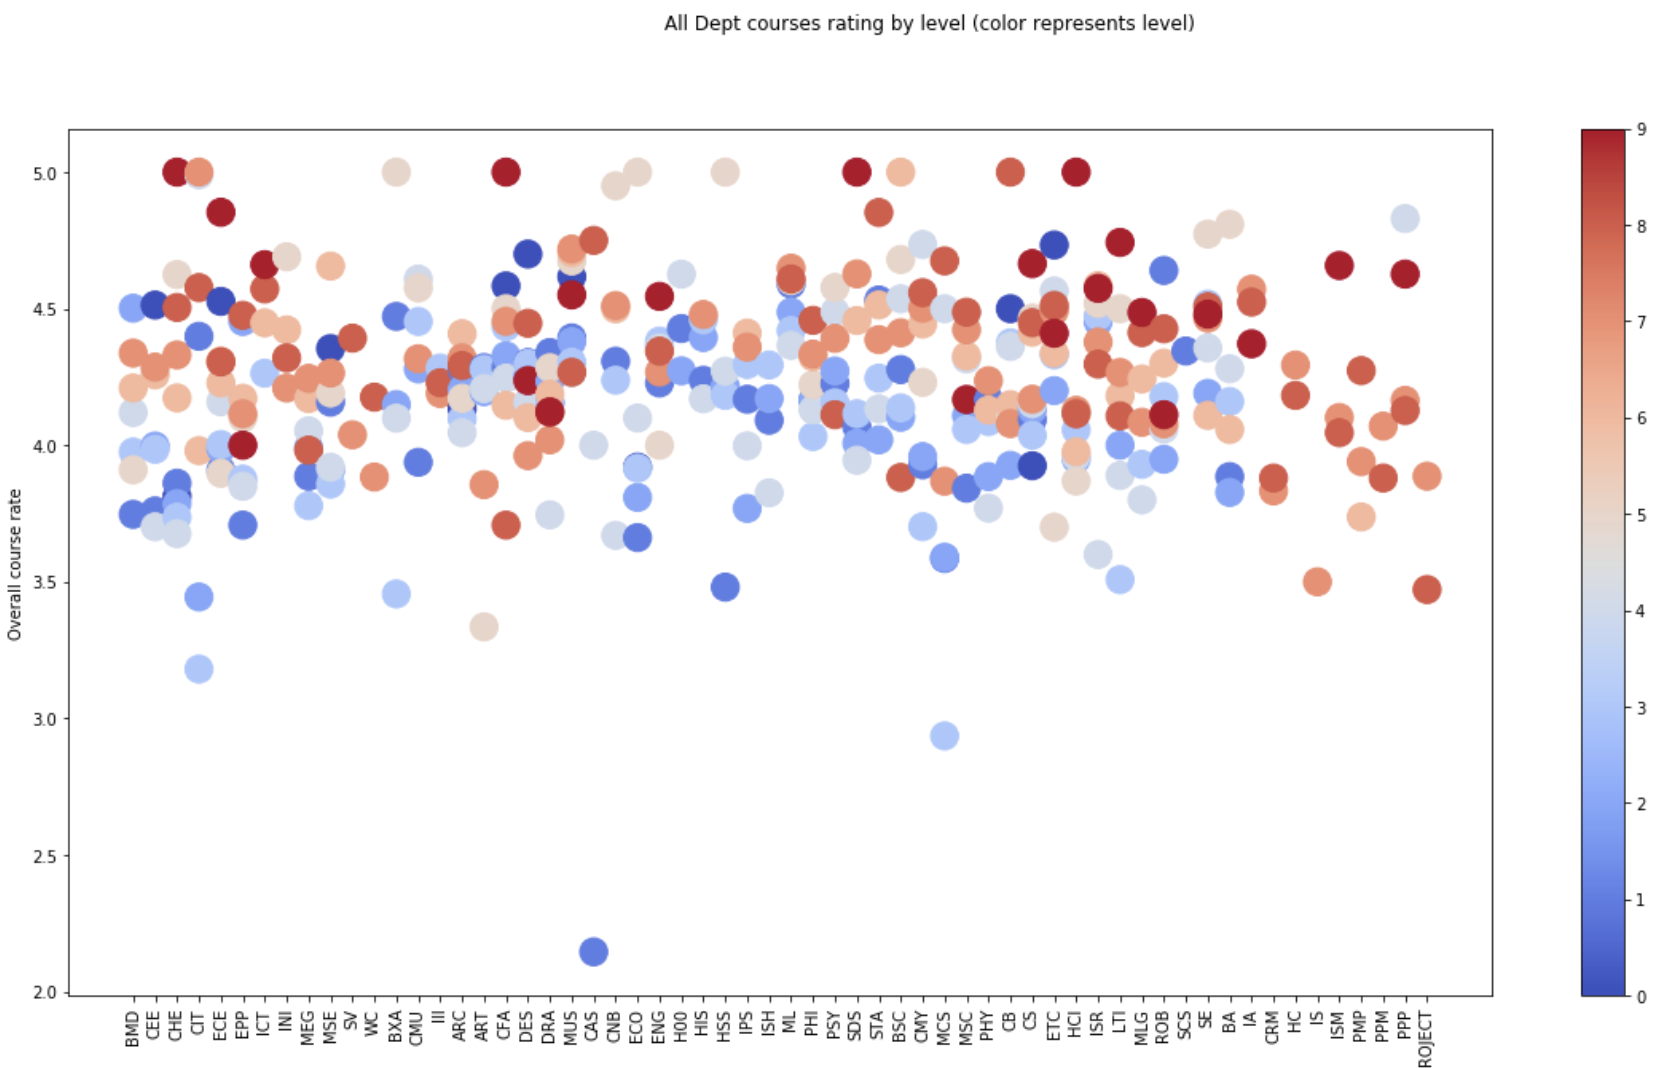 All Dept courses rating by level (color represents level)
Overall course rate
5.0
4.5
4.0
3.5
3.0
2.5
2.0
BMD
CEE
CHE
CIT
ECE
EPP
ICT
INI
MEG
MSE
SV
WC
BXA
CMU
III
ARC
ART
CFA
DES
DRA
MUS
CAS
CNB
ECO
ENG
H00
HIS
HSS
IPS
ISH
ML
PHI
PSY
SDS
STA
BSC
CMY
MCS
MSC
PHY
CB
CS
ETC
HCI
ISR
LTI
MLG
ROB
SCS
SE
BA
IA
CRM
HC
IS
ISM
PMP
PPM
PPP
ROJECT
9
8
7
6
5
4
3
2
1
0